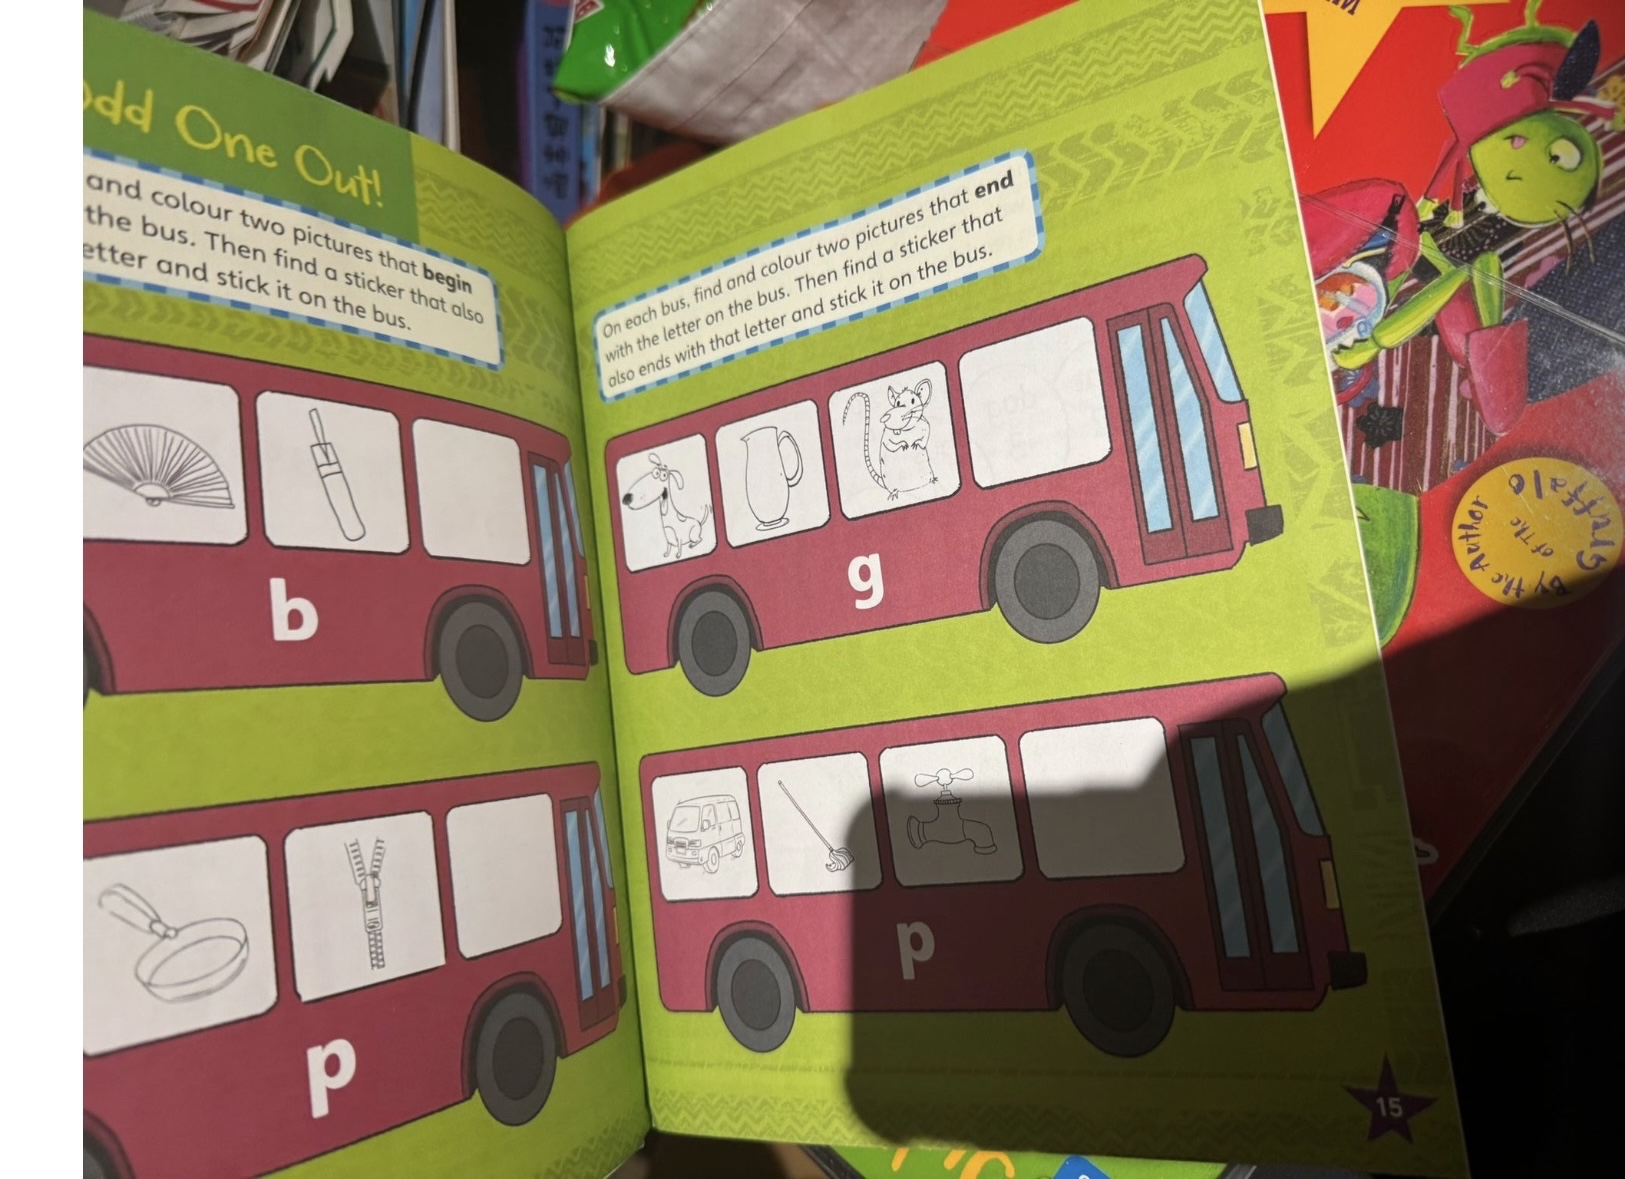 Odd One Out!
and colour two pictures that begin
the bus. Then find a sticker that also
etter and stick it on the bus.
b
p
On each bus, find and colour two pictures that end
with the letter on the bus. Then find a sticker that
also ends with that letter and stick it on the bus.
g
p
15
By the Author
of The
Gruffalo